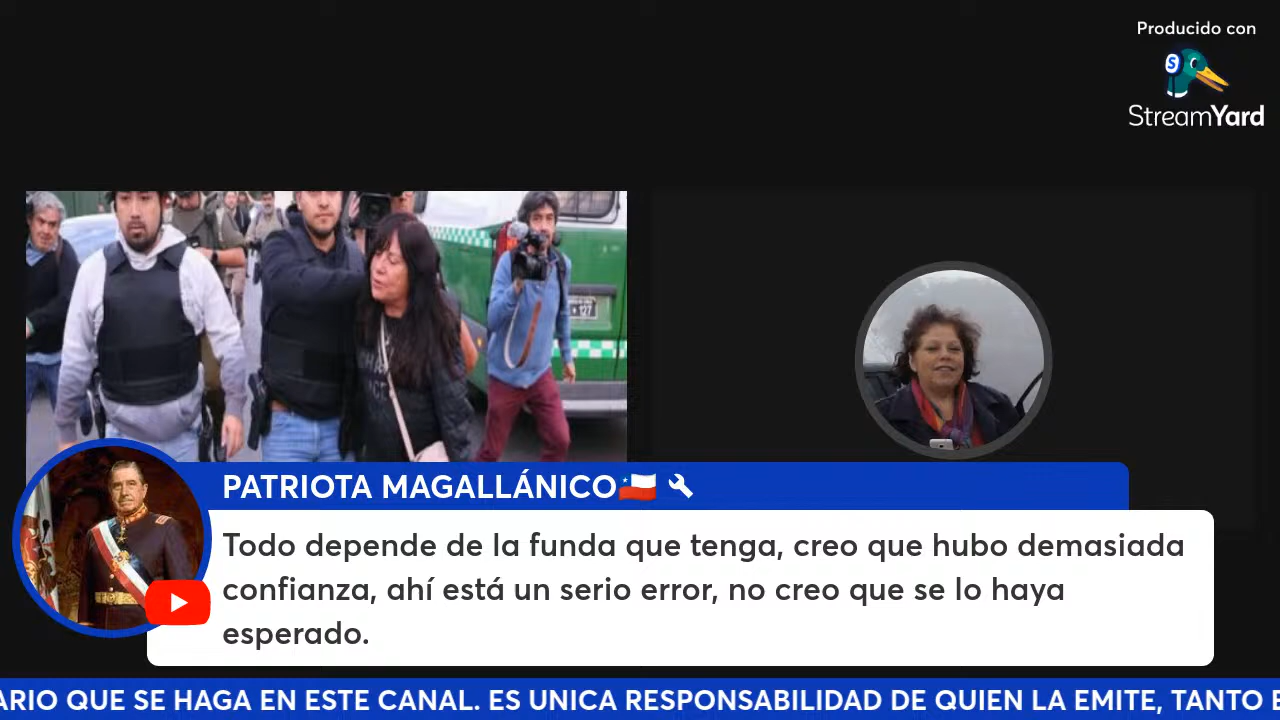 Producido con
StreamYard
PATRIOTA MAGALLÁNICO🇨🇱 🔧
Todo depende de la funda que tenga, creo que hubo demasiada
confianza, ahí está un serio error, no creo que se lo haya
esperado.
ARIO QUE SE HAGA EN ESTE CANAL. ES UNICA RESPONSABILIDAD DE QUIEN LA EMITE, TANTO